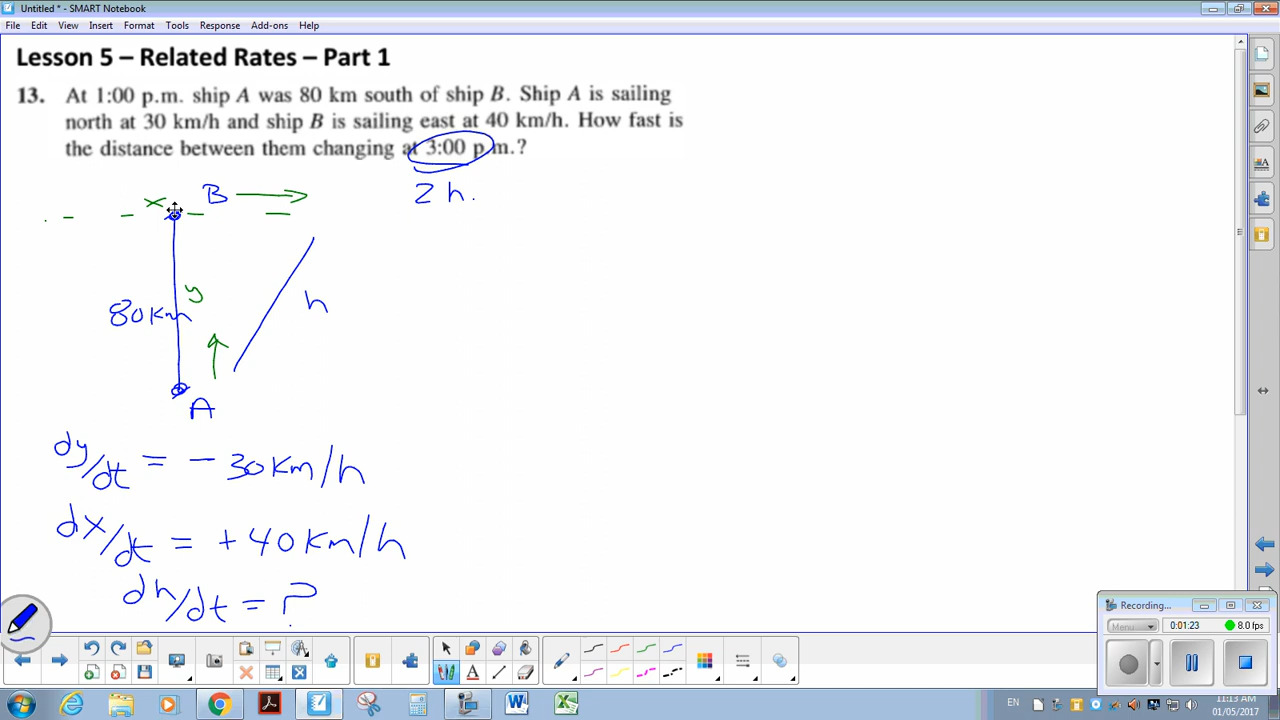 Untitled * - SMART Notebook
File Edit View Insert Format Tools Response Add-ons Help
Lesson 5 – Related Rates – Part 1
13. At 1:00 p.m. ship A was 80 km south of ship B. Ship A is sailing
north at 30 km/h and ship B is sailing east at 40 km/h. How fast is
the distance between them changing at 3:00 p.m.?
2 h.
x B
y
80 km
h
A
dy/dt = - 30 km/h
dx/dt = + 40 km/h
dh/dt = ?
Recording...
Menu 0:01:23 8.0 fps
EN
11:13 AM
01/05/2017